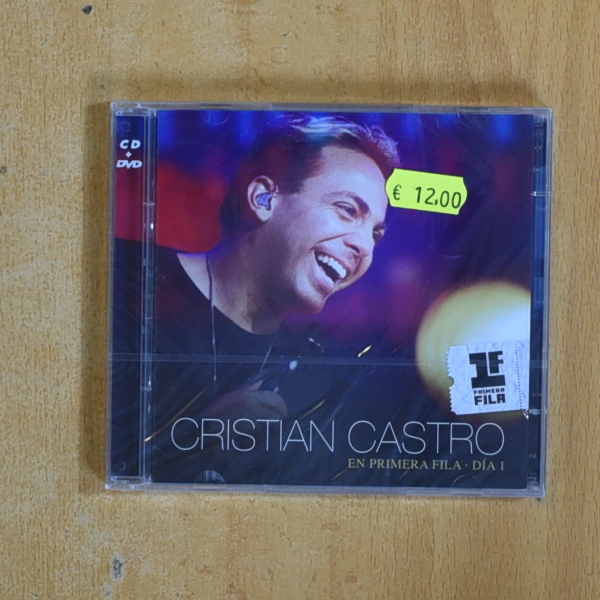 CD
+
DVD
€ 12,00
1F
PRIMERA
FILA
CRISTIAN CASTRO
EN PRIMERA FILA · DÍA 1